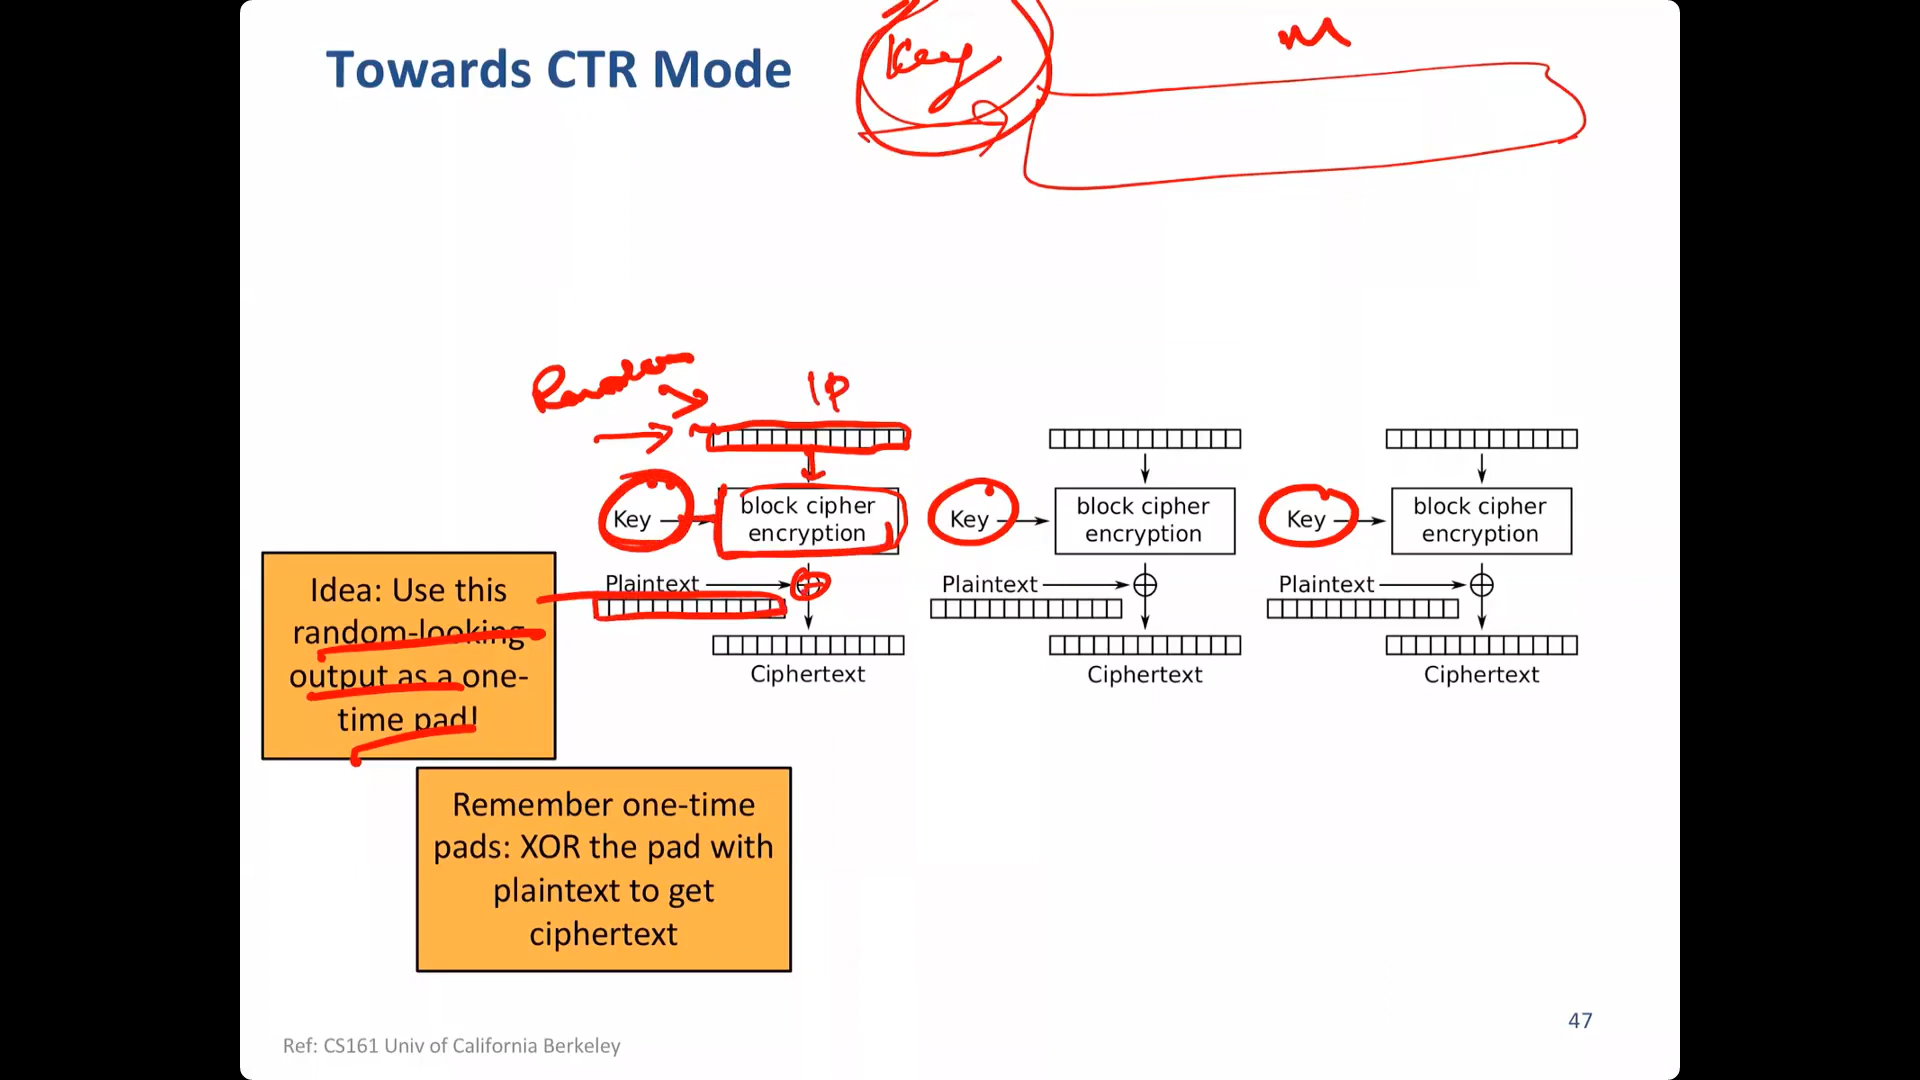 Towards CTR Mode
Key
m
Random
IP
Key
block cipher
encryption
Key
block cipher
encryption
Key
block cipher
encryption
Plaintext
Plaintext
Plaintext
Ciphertext
Ciphertext
Ciphertext
Idea: Use this
random-looking
output as a one-
time pad!
Remember one-time
pads: XOR the pad with
plaintext to get
ciphertext
47
Ref: CS161 Univ of California Berkeley